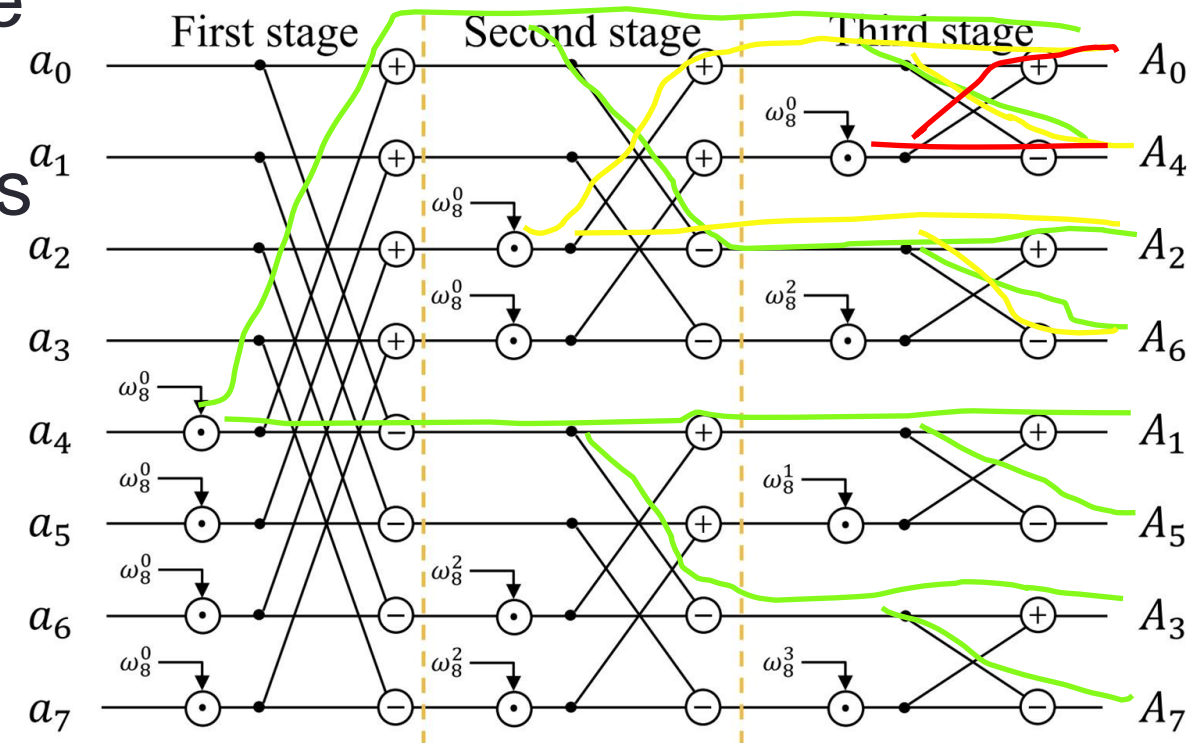 e
s
First stage Second stage Third stage
a₀ + + + A₀
ω₈⁰
a₁ + + − A₄
ω₈⁰
a₂ + − + A₂
ω₈⁰ ω₈²
a₃ + − − A₆
ω₈⁰
a₄ − + + A₁
ω₈⁰ ω₈¹
a₅ − + − A₅
ω₈⁰ ω₈²
a₆ − − + A₃
ω₈⁰ ω₈² ω₈³
a₇ − − − A₇